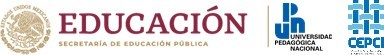 EDUCACIÓN
SECRETARÍA DE EDUCACIÓN PÚBLICA
UNIVERSIDAD
PEDAGÓGICA
NACIONAL
CEPCI